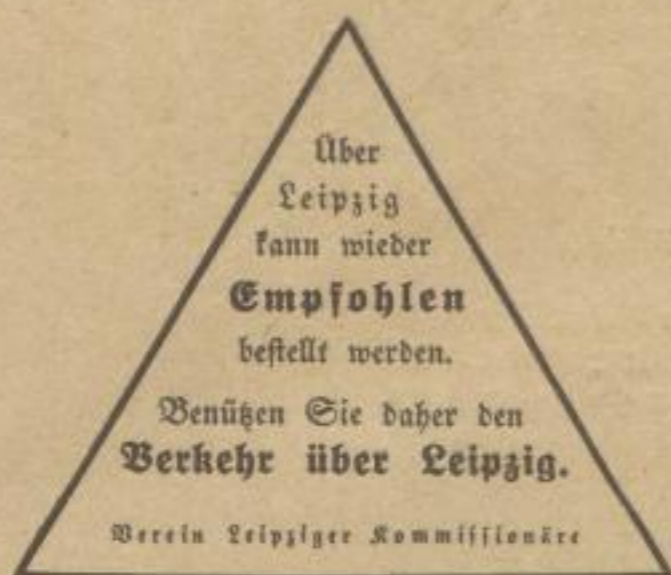 Über
Leipzig
kann wieder
Empfohlen
bestellt werden.
Benützen Sie daher den
Verkehr über Leipzig.
Verein Leipziger Kommissionäre